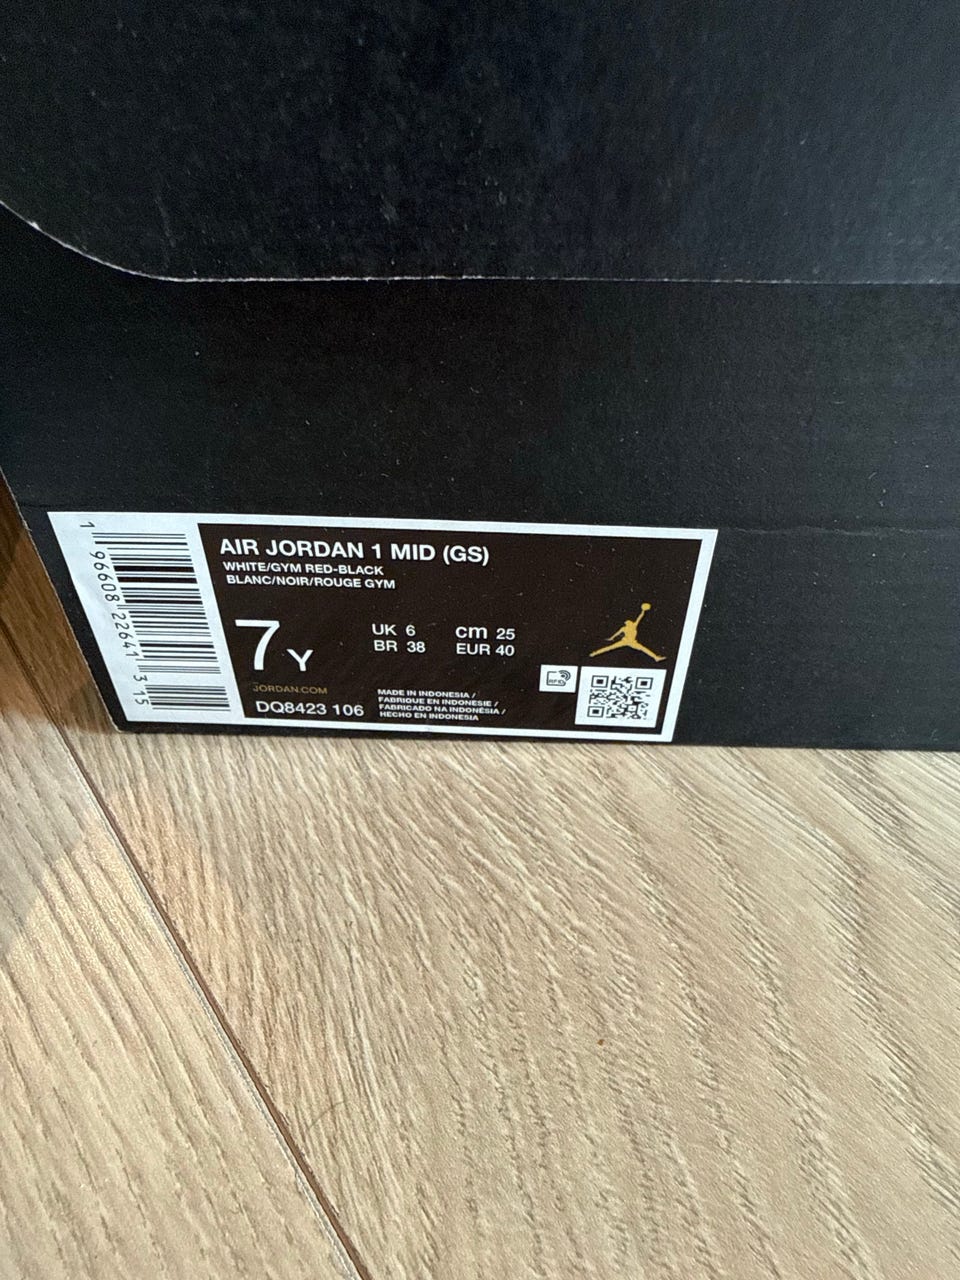 1 96608 22641 3 15
AIR JORDAN 1 MID (GS)
WHITE/GYM RED-BLACK
BLANC/NOIR/ROUGE GYM
7Y
UK 6 cm 25
BR 38 EUR 40
JORDAN.COM
DQ8423 106
MADE IN INDONESIA /
FABRIQUE EN INDONESIE /
FABRICADO NA INDONÉSIA /
HECHO EN INDONESIA
RFID